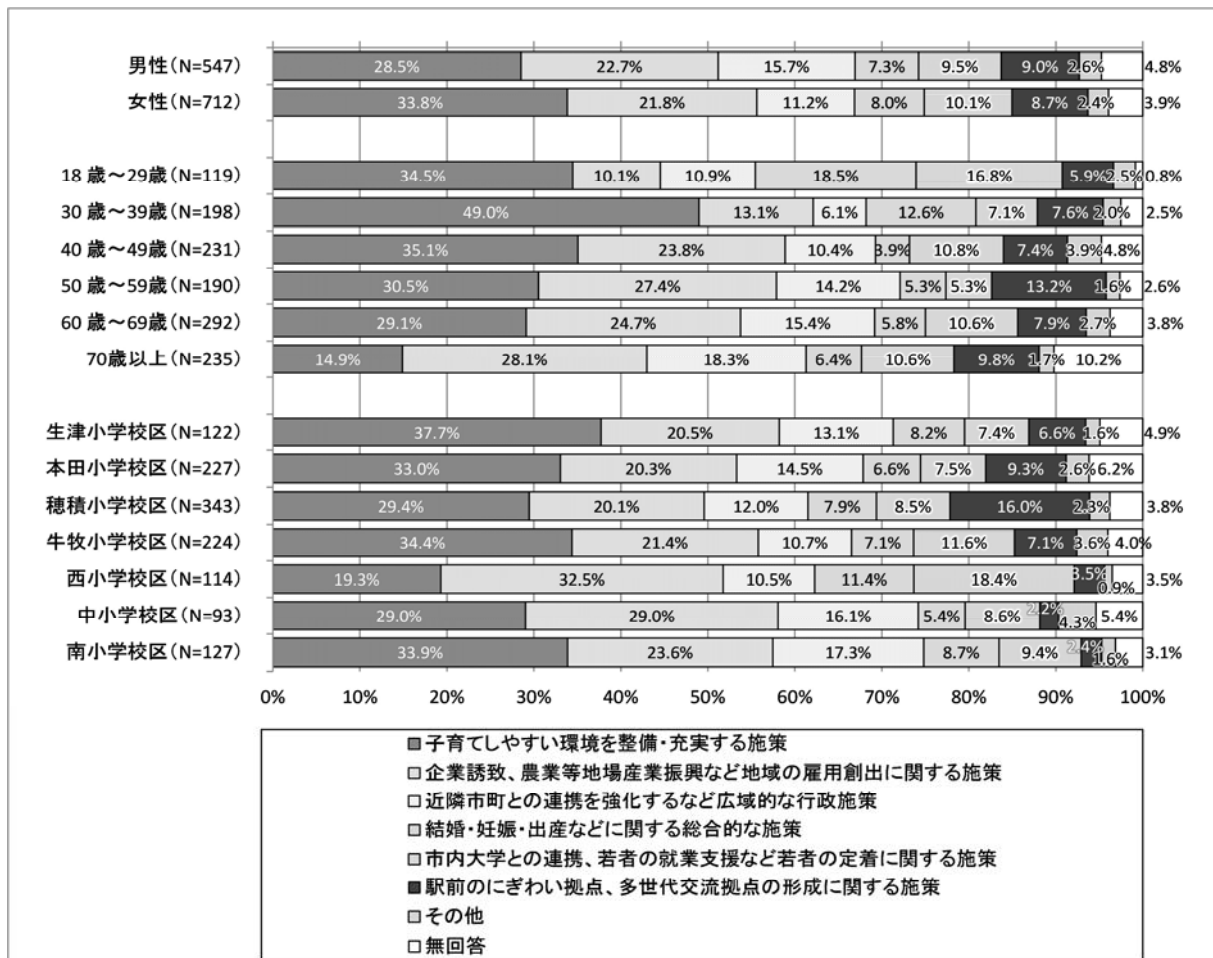 男性(N=547) 28.5% 22.7% 15.7% 7.3% 9.5% 9.0% 2.6% 4.8%
女性(N=712) 33.8% 21.8% 11.2% 8.0% 10.1% 8.7% 2.4% 3.9%
18歳～29歳(N=119) 34.5% 10.1% 10.9% 18.5% 16.8% 5.9% 2.5% 0.8%
30歳～39歳(N=198) 49.0% 13.1% 6.1% 12.6% 7.1% 7.6% 2.0% 2.5%
40歳～49歳(N=231) 35.1% 23.8% 10.4% 3.9% 10.8% 7.4% 3.9% 4.8%
50歳～59歳(N=190) 30.5% 27.4% 14.2% 5.3% 5.3% 13.2% 1.6% 2.6%
60歳～69歳(N=292) 29.1% 24.7% 15.4% 5.8% 10.6% 7.9% 2.7% 3.8%
70歳以上(N=235) 14.9% 28.1% 18.3% 6.4% 10.6% 9.8% 1.7% 10.2%
生津小学校区(N=122) 37.7% 20.5% 13.1% 8.2% 7.4% 6.6% 1.6% 4.9%
本田小学校区(N=227) 33.0% 20.3% 14.5% 6.6% 7.5% 9.3% 2.6% 6.2%
穂積小学校区(N=343) 29.4% 20.1% 12.0% 7.9% 8.5% 16.0% 2.3% 3.8%
牛牧小学校区(N=224) 34.4% 21.4% 10.7% 7.1% 11.6% 7.1% 3.6% 4.0%
西小学校区(N=114) 19.3% 32.5% 10.5% 11.4% 18.4% 3.5% 0.9% 3.5%
中小学校区(N=93) 29.0% 29.0% 16.1% 5.4% 8.6% 2.2% 4.3% 5.4%
南小学校区(N=127) 33.9% 23.6% 17.3% 8.7% 9.4% 2.4% 1.6% 3.1%
0% 10% 20% 30% 40% 50% 60% 70% 80% 90% 100%
子育てしやすい環境を整備・充実する施策
企業誘致、農業等地場産業振興など地域の雇用創出に関する施策
近隣市町との連携を強化するなど広域的な行政施策
結婚・妊娠・出産などに関する総合的な施策
市内大学との連携、若者の就業支援など若者の定着に関する施策
駅前のにぎわい拠点、多世代交流拠点の形成に関する施策
その他
無回答